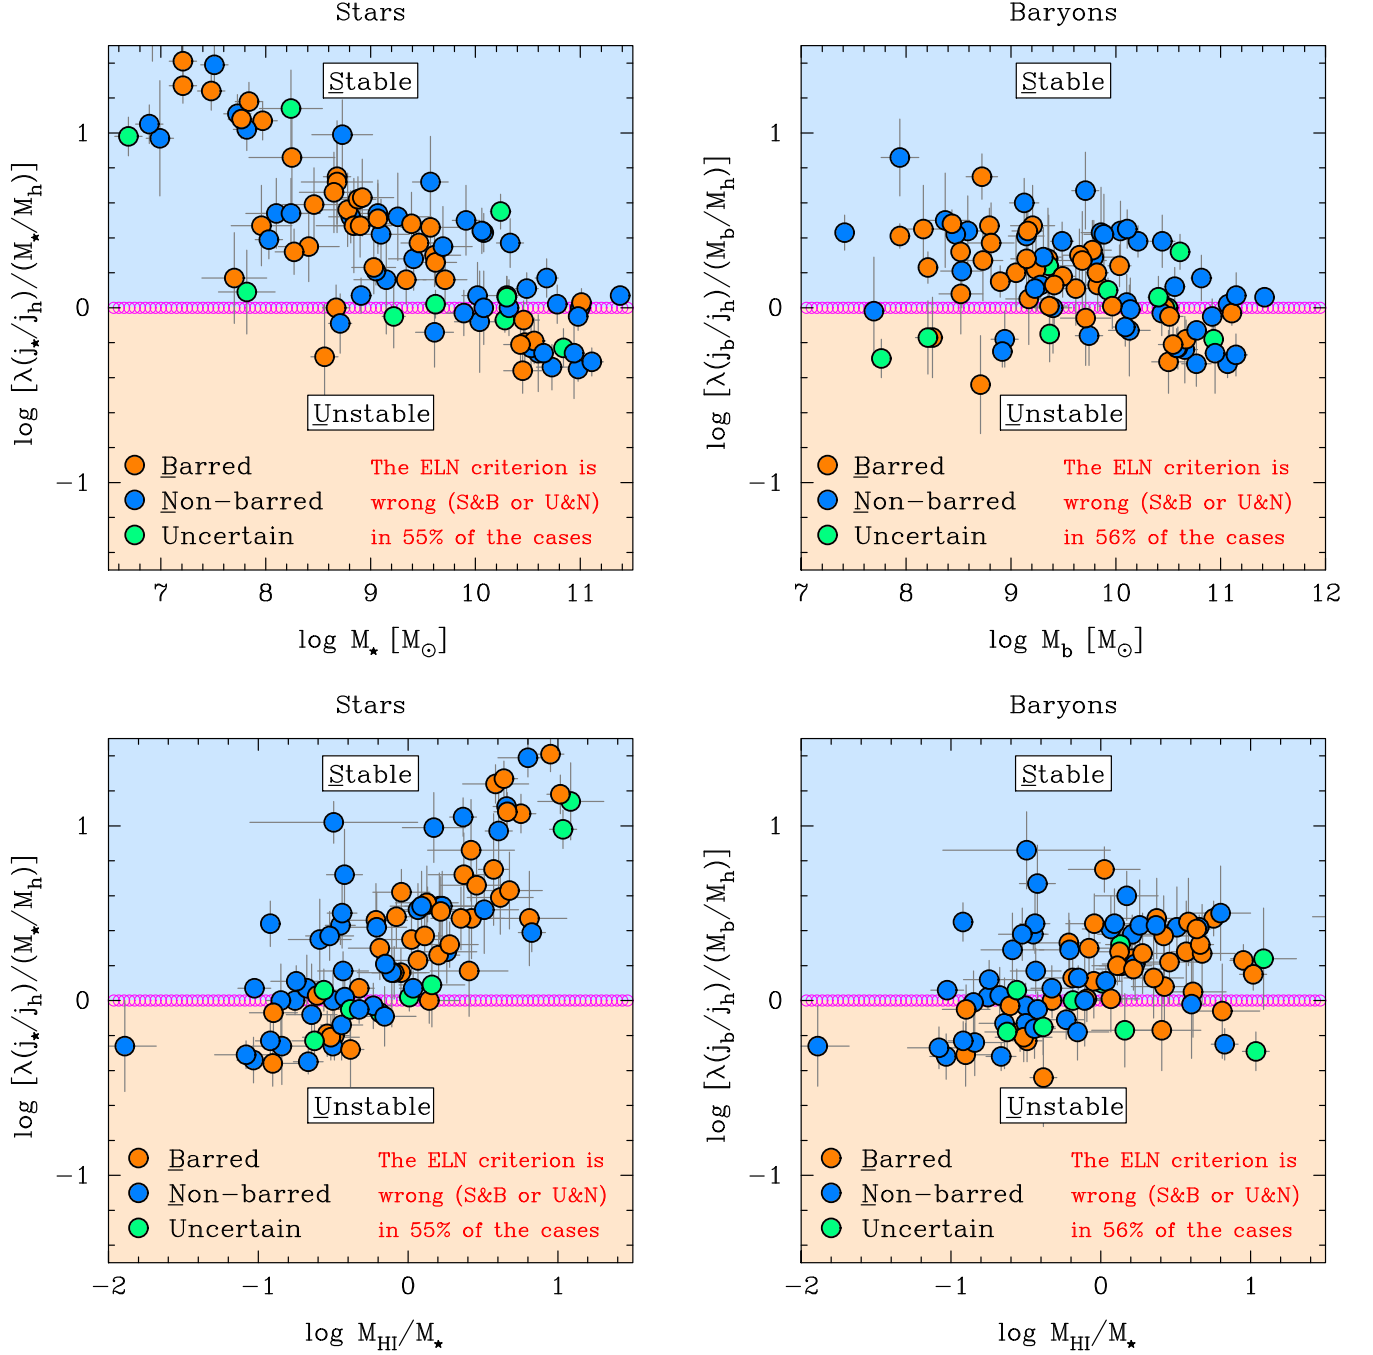 Stars
Baryons
Stable
Stable
1
0
−1
1
0
−1
log [λ(j⋆/jh)/(M⋆/Mh)]
log [λ(jb/jh)/(Mb/Mh)]
Unstable
Unstable
Barred
The ELN criterion is
Non−barred
wrong (S&B or U&N)
Uncertain
in 55% of the cases
Barred
The ELN criterion is
Non−barred
wrong (S&B or U&N)
Uncertain
in 56% of the cases
7 8 9 10 11
7 8 9 10 11 12
log M⋆ [M⊙]
log Mb [M⊙]
Stars
Baryons
Stable
Stable
1
0
−1
1
0
−1
log [λ(j⋆/jh)/(M⋆/Mh)]
log [λ(jb/jh)/(Mb/Mh)]
Unstable
Unstable
Barred
The ELN criterion is
Non−barred
wrong (S&B or U&N)
Uncertain
in 55% of the cases
Barred
The ELN criterion is
Non−barred
wrong (S&B or U&N)
Uncertain
in 56% of the cases
−2 −1 0 1
−2 −1 0 1
log MHI/M⋆
log MHI/M⋆